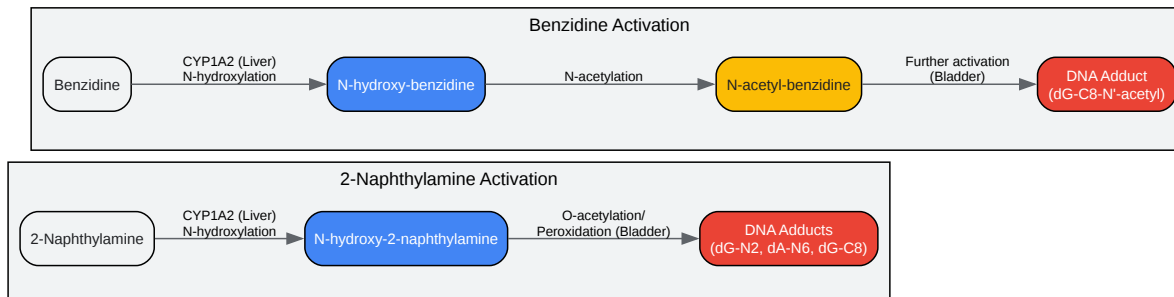 Benzidine Activation
CYP1A2 (Liver)
N-hydroxylation
N-acetylation
Further activation
(Bladder)
Benzidine
N-hydroxy-benzidine
N-acetyl-benzidine
DNA Adduct
(dG-C8-N'-acetyl)
2-Naphthylamine Activation
CYP1A2 (Liver)
N-hydroxylation
O-acetylation/
Peroxidation (Bladder)
2-Naphthylamine
N-hydroxy-2-naphthylamine
DNA Adducts
(dG-N2, dA-N6, dG-C8)